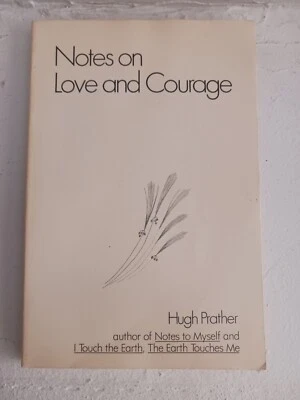 Notes on
Love and Courage
Hugh Prather
author of Notes to Myself and
I Touch the Earth, The Earth Touches Me